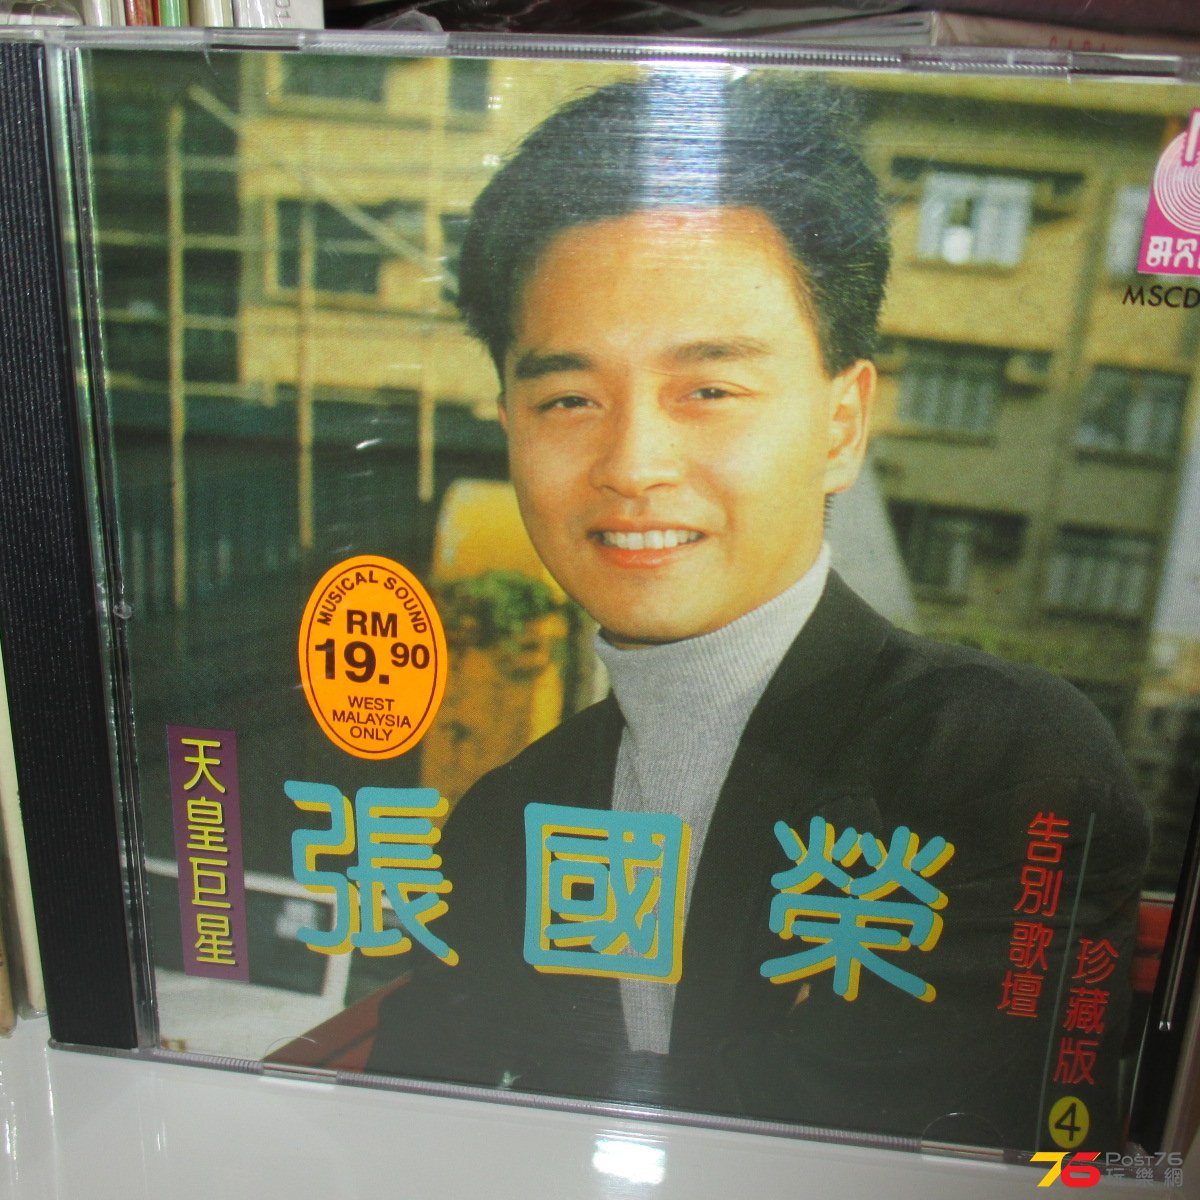 MSCD
MUSICAL SOUND
RM
19.90
WEST
MALAYSIA
ONLY
天皇巨星
張國榮
告別歌壇
珍藏版
4
76 POST76
玩樂網